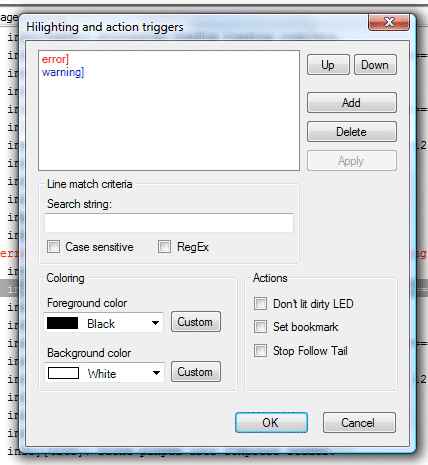 Hilighting and action triggers
error]
warning]
Up
Down
Add
Delete
Apply
Line match criteria
Search string:
Case sensitive
RegEx
Coloring
Foreground color
Black
Custom
Background color
White
Custom
Actions
Don't lit dirty LED
Set bookmark
Stop Follow Tail
OK
Cancel